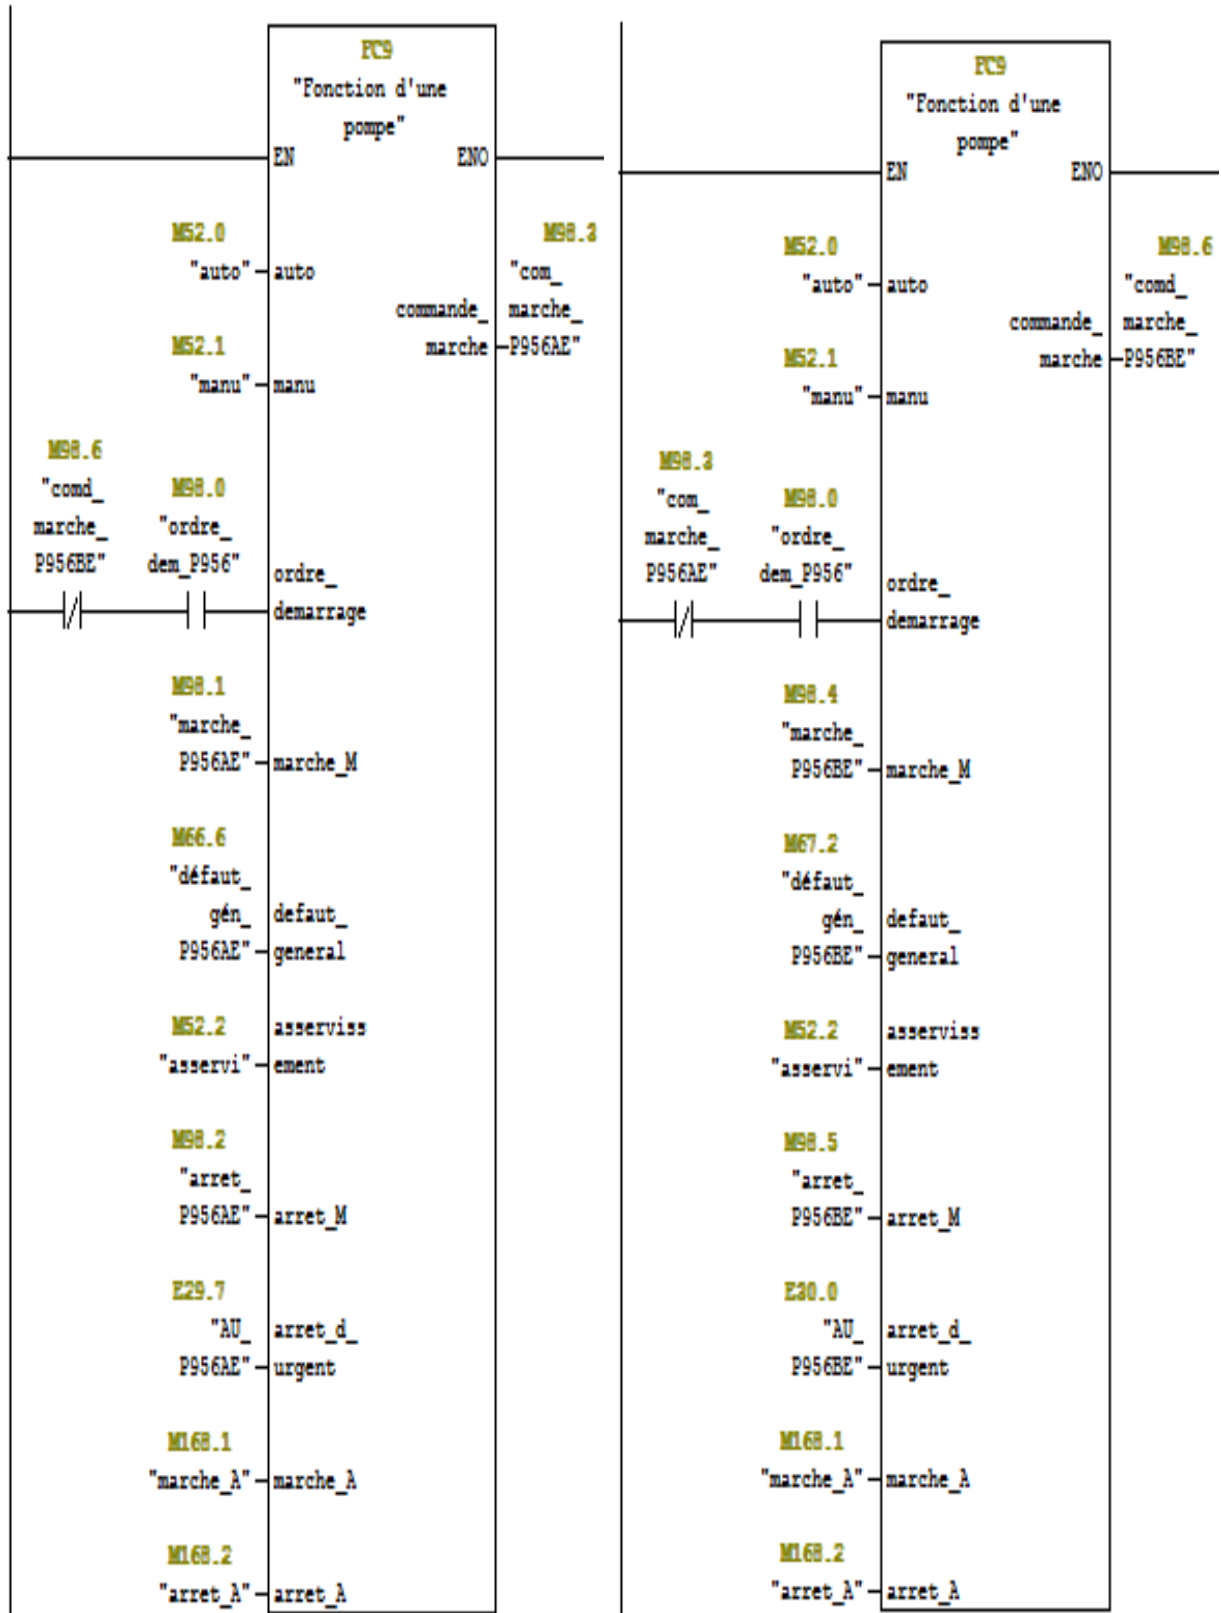 FC9
"Fonction d'une
pompe"
EN ENO
M52.0
"auto" auto
M98.3
"com_
commande_ marche_
marche P956AE"
M52.1
"manu" manu
M98.6
"comd_
marche_
P956BE"
M98.0
"ordre_
dem_P956"
ordre_
demarrage
M98.1
"marche_
P956AE" marche_M
M66.6
"défaut_
gén_ defaut_
P956AE" general
M52.2 asserviss
"asservi" ement
M98.2
"arret_
P956AE" arret_M
E29.7
"AU_ arret_d_
P956AE" urgent
M168.1
"marche_A" marche_A
M168.2
"arret_A" arret_A
FC9
"Fonction d'une
pompe"
EN ENO
M52.0
"auto" auto
M98.6
"comd_
commande_ marche_
marche P956BE"
M52.1
"manu" manu
M98.3
"com_
marche_
P956AE"
M98.0
"ordre_
dem_P956"
ordre_
demarrage
M98.4
"marche_
P956BE" marche_M
M67.2
"défaut_
gén_ defaut_
P956BE" general
M52.2 asserviss
"asservi" ement
M98.5
"arret_
P956BE" arret_M
E30.0
"AU_ arret_d_
P956BE" urgent
M168.1
"marche_A" marche_A
M168.2
"arret_A" arret_A